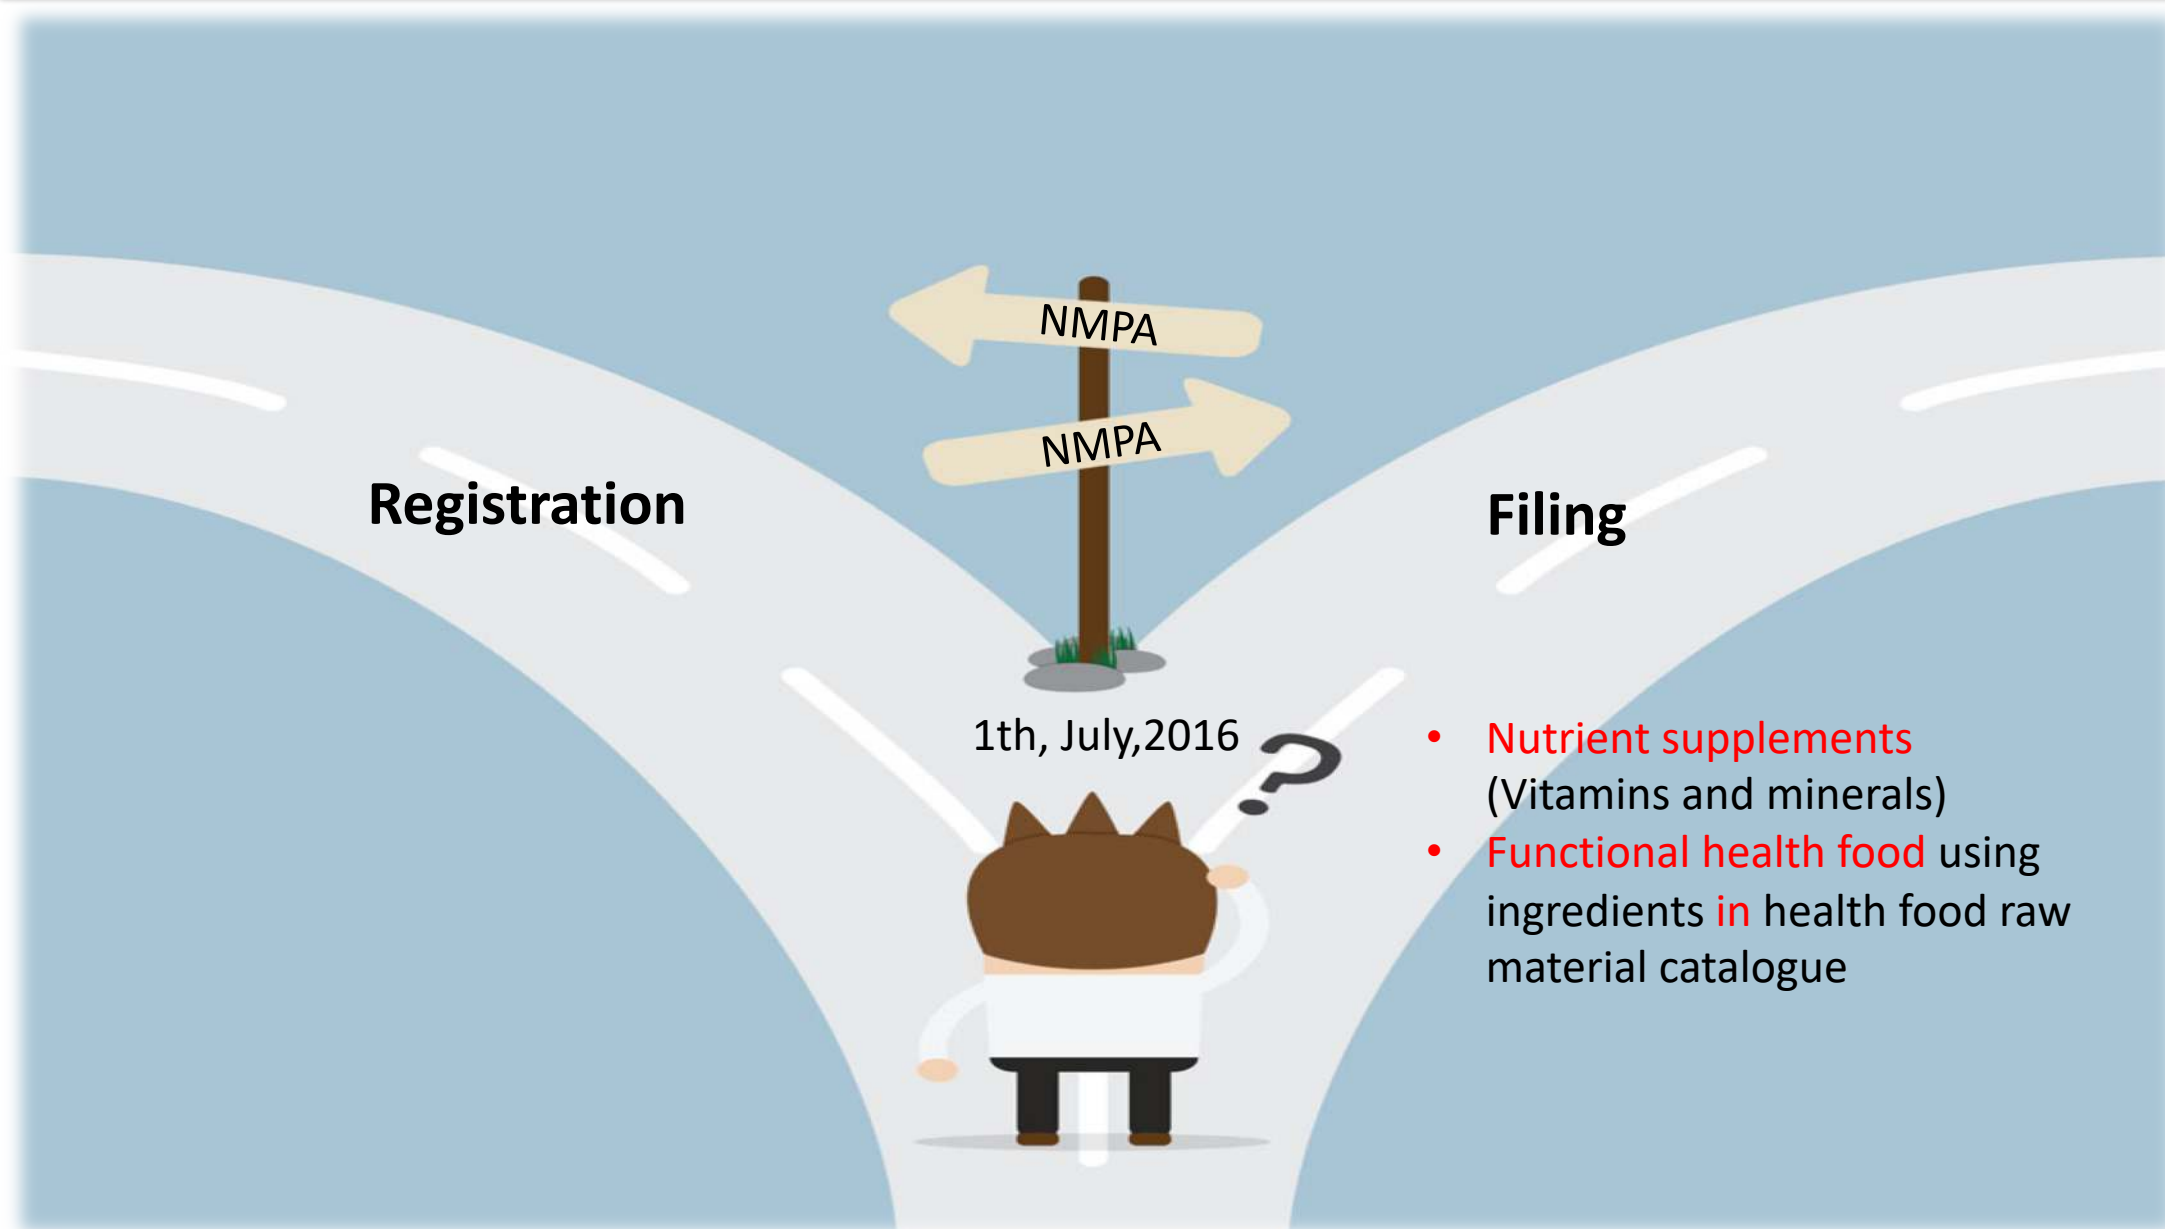 NMPA
NMPA
Registration
Filing
1th, July,2016
?
• Nutrient supplements
(Vitamins and minerals)
• Functional health food using
ingredients in health food raw
material catalogue